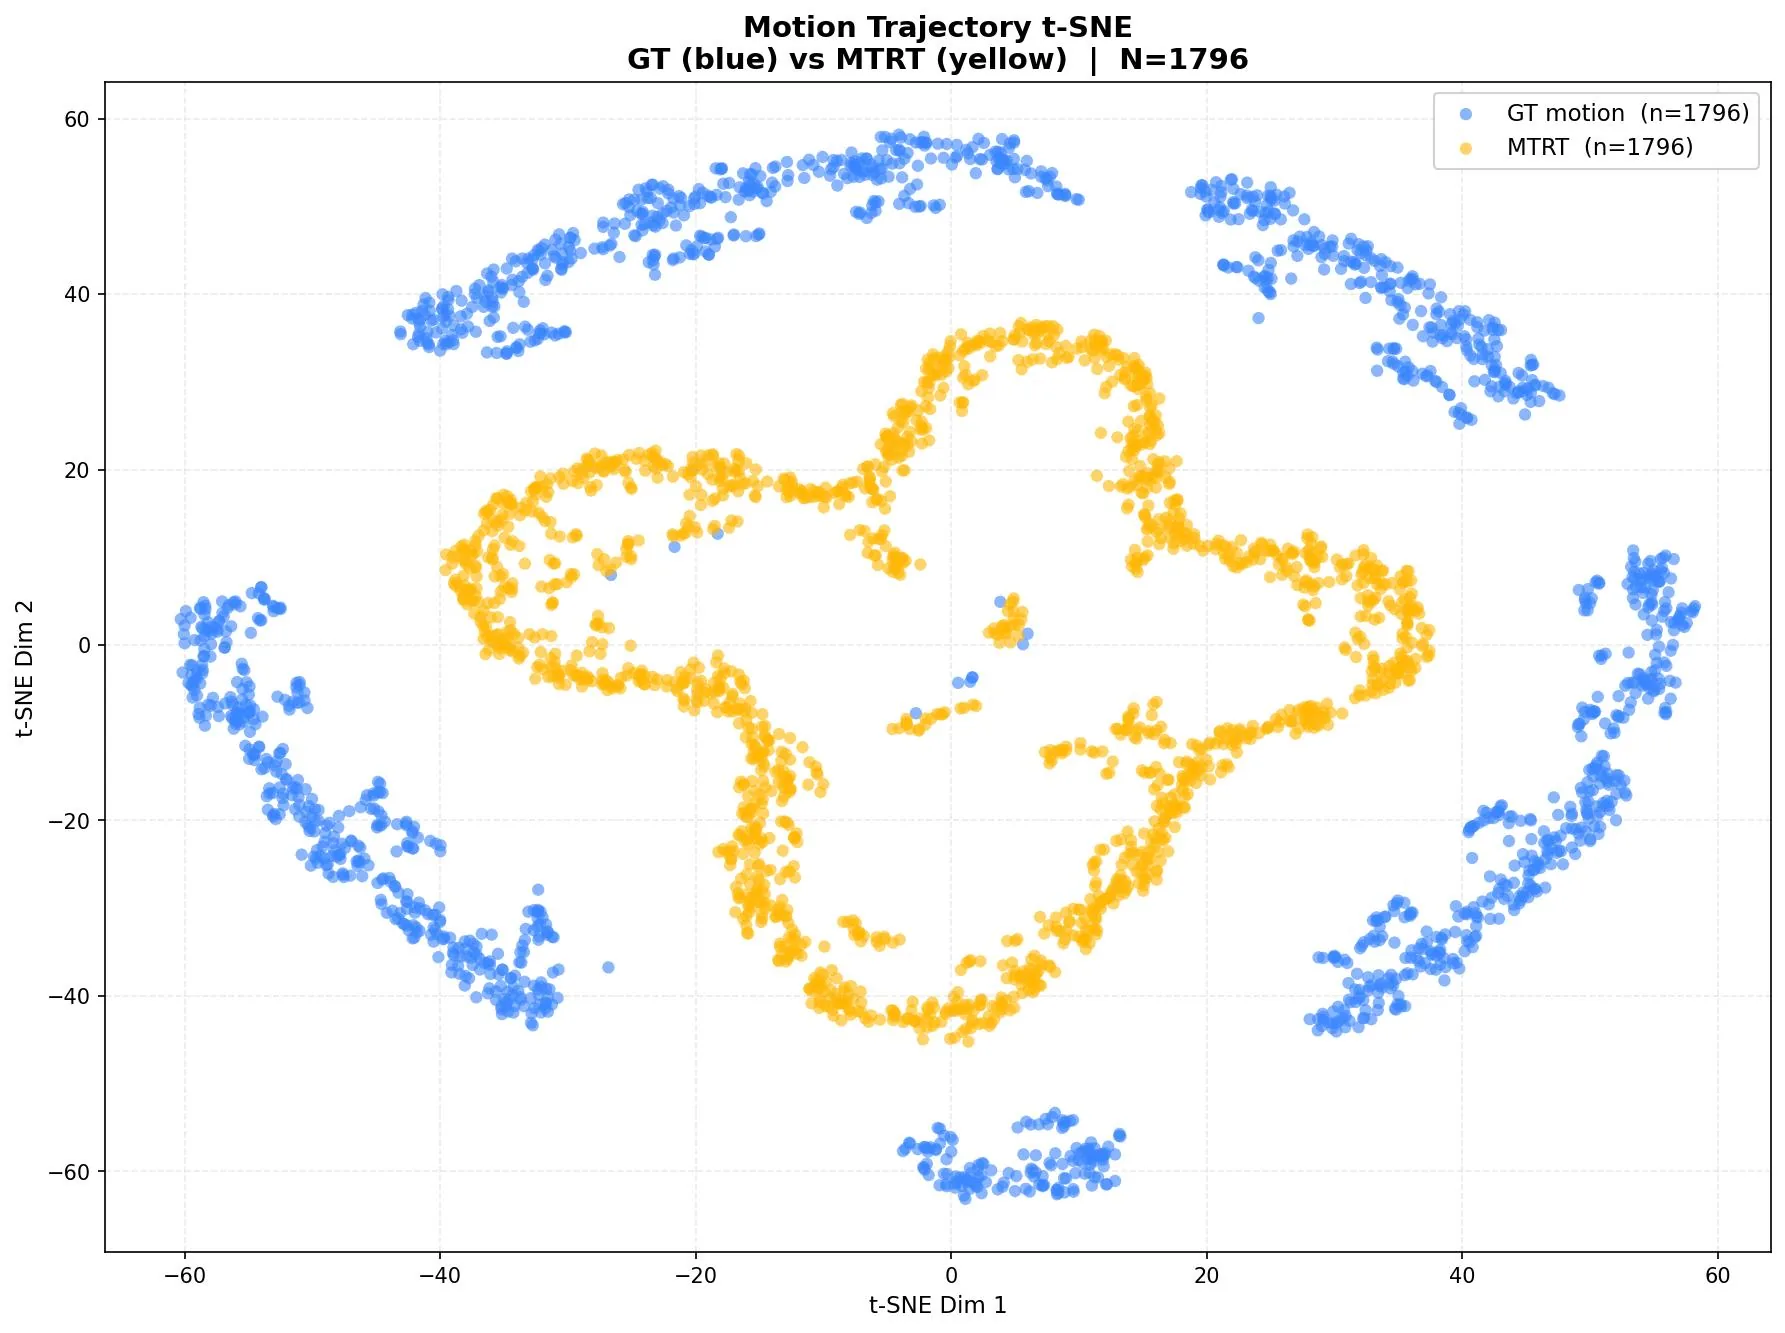 Motion Trajectory t-SNE
GT (blue) vs MTRT (yellow)  |  N=1796
GT motion  (n=1796)
MTRT  (n=1796)
60
40
20
0
−20
−40
−60
t-SNE Dim 2
−60
−40
−20
0
20
40
60
t-SNE Dim 1